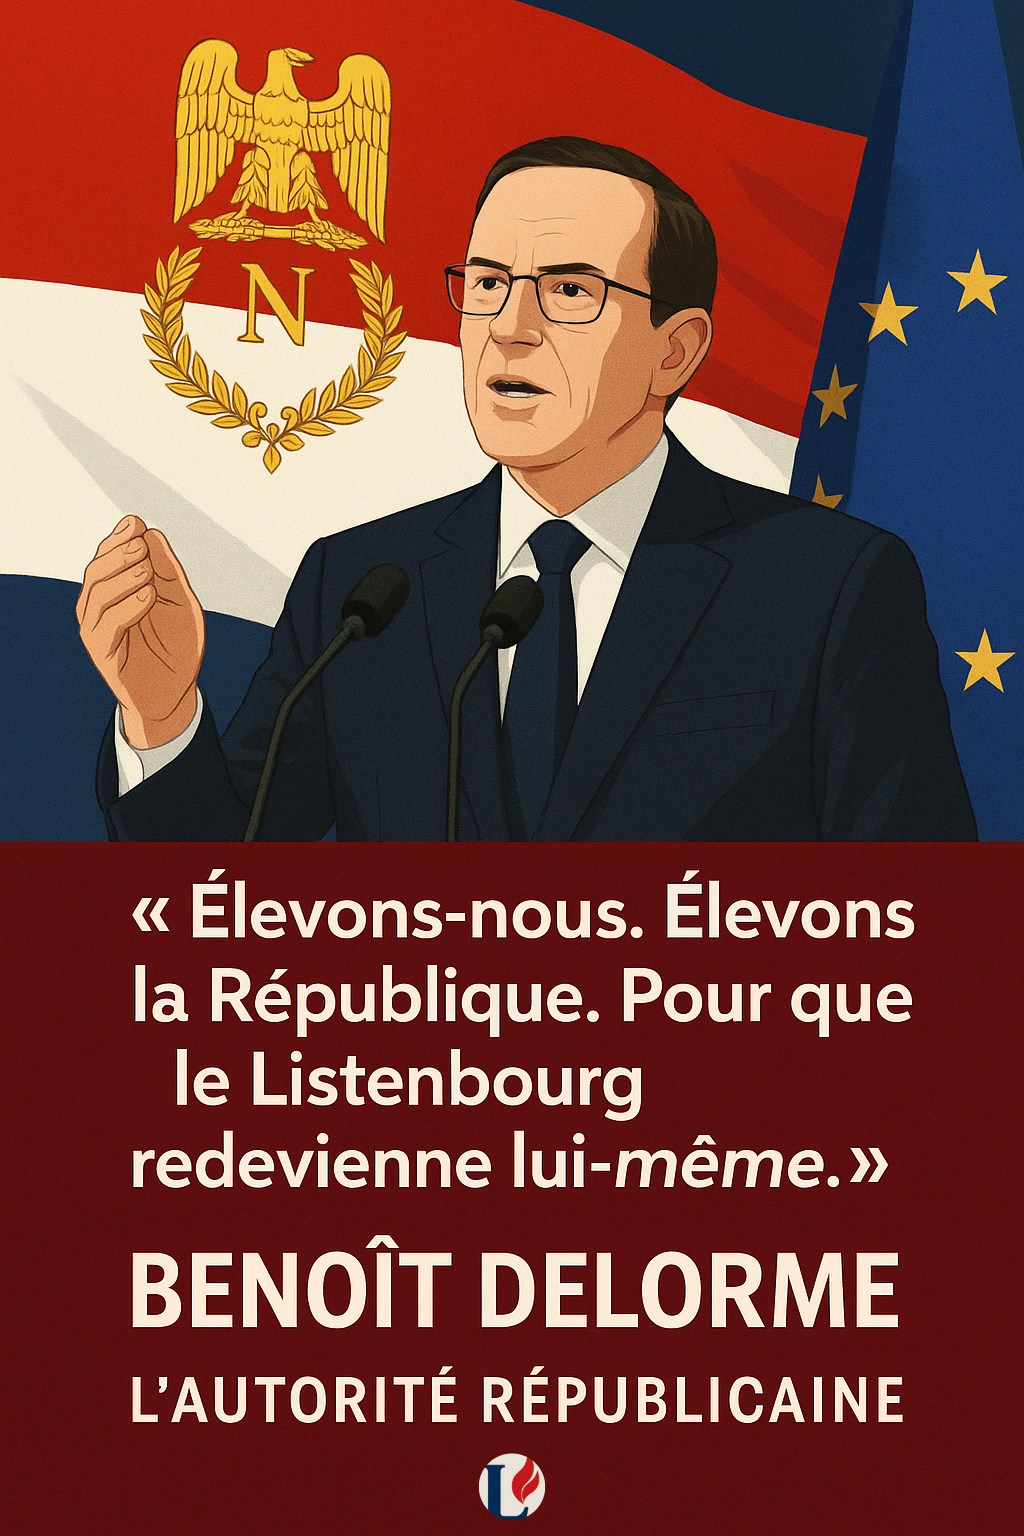 N
« Élevons-nous. Élevons
la République. Pour que
le Listenbourg
redevienne lui-même.»
BENOÎT DELORME
L’AUTORITÉ RÉPUBLICAINE
L